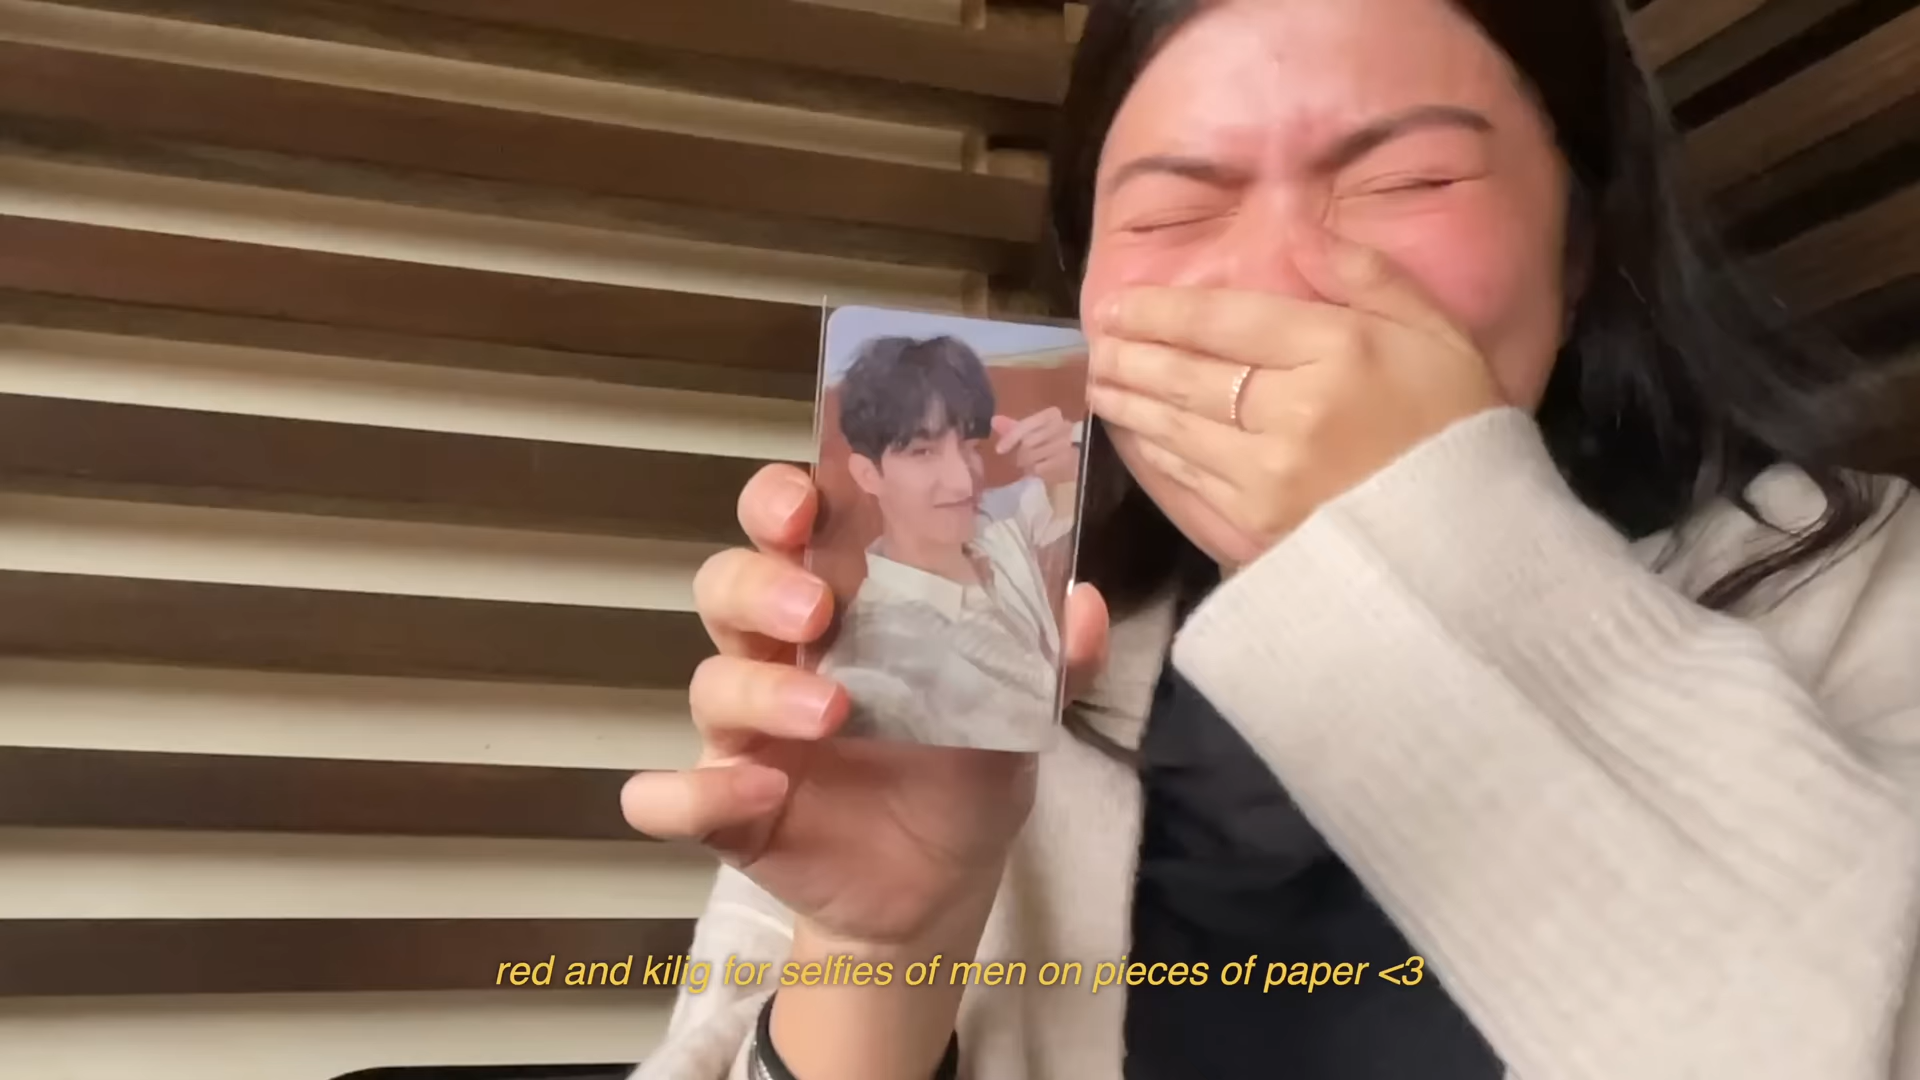 red and kilig for selfies of men on pieces of paper <3